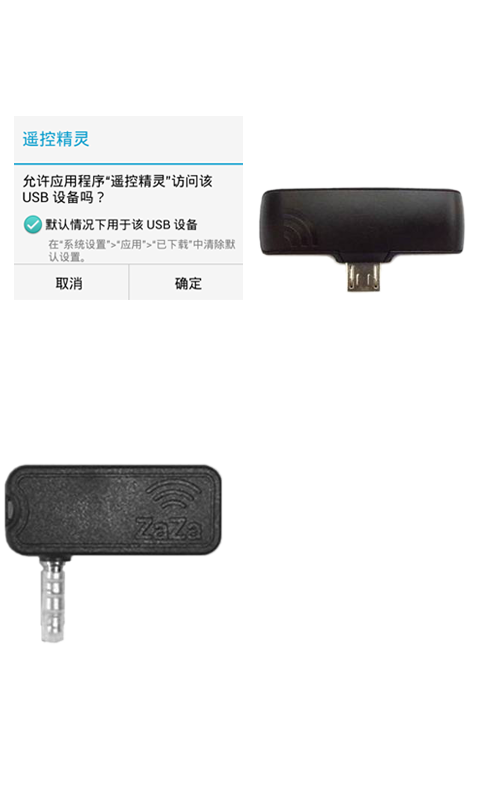 遥控精灵
允许应用程序“遥控精灵”访问该
USB 设备吗？
默认情况下用于该 USB 设备
在“系统设置”>“应用”>“已下载”中清除默
认设置。
取消
确定
ZaZa